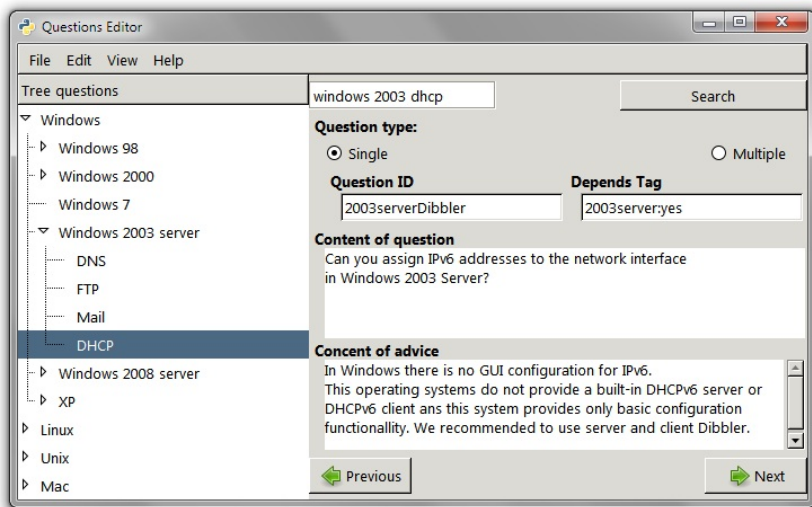 Questions Editor
File Edit View Help
Tree questions
windows 2003 dhcp
Search
Windows
Windows 98
Windows 2000
Windows 7
Windows 2003 server
DNS
FTP
Mail
DHCP
Windows 2008 server
XP
Linux
Unix
Mac
Question type:
Single
Multiple
Question ID
Depends Tag
2003serverDibbler
2003server:yes
Content of question
Can you assign IPv6 addresses to the network interface
in Windows 2003 Server?
Concent of advice
In Windows there is no GUI configuration for IPv6.
This operating systems do not provide a built-in DHCPv6 server or
DHCPv6 client ans this system provides only basic configuration
functionallity. We recommended to use server and client Dibbler.
Previous
Next